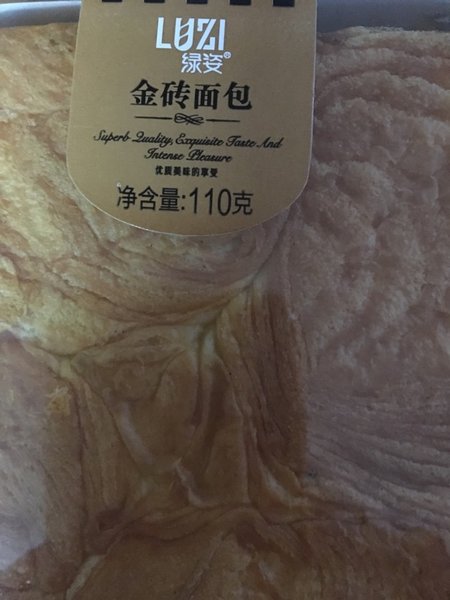 LUZI
绿姿®
金砖面包
Superb Quality, Exquisite Taste And
Intense Pleasure
优质美味的享受
净含量:110克